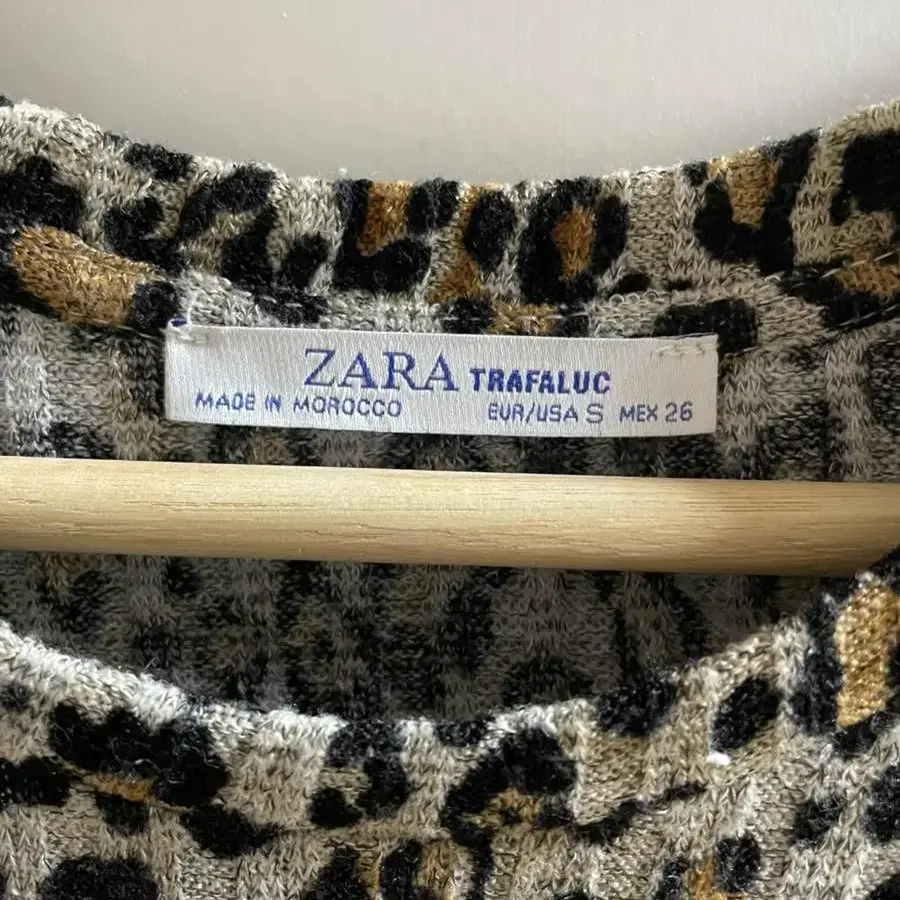 ZARA TRAFALUC
MADE IN MOROCCO EUR/USA S MEX 26